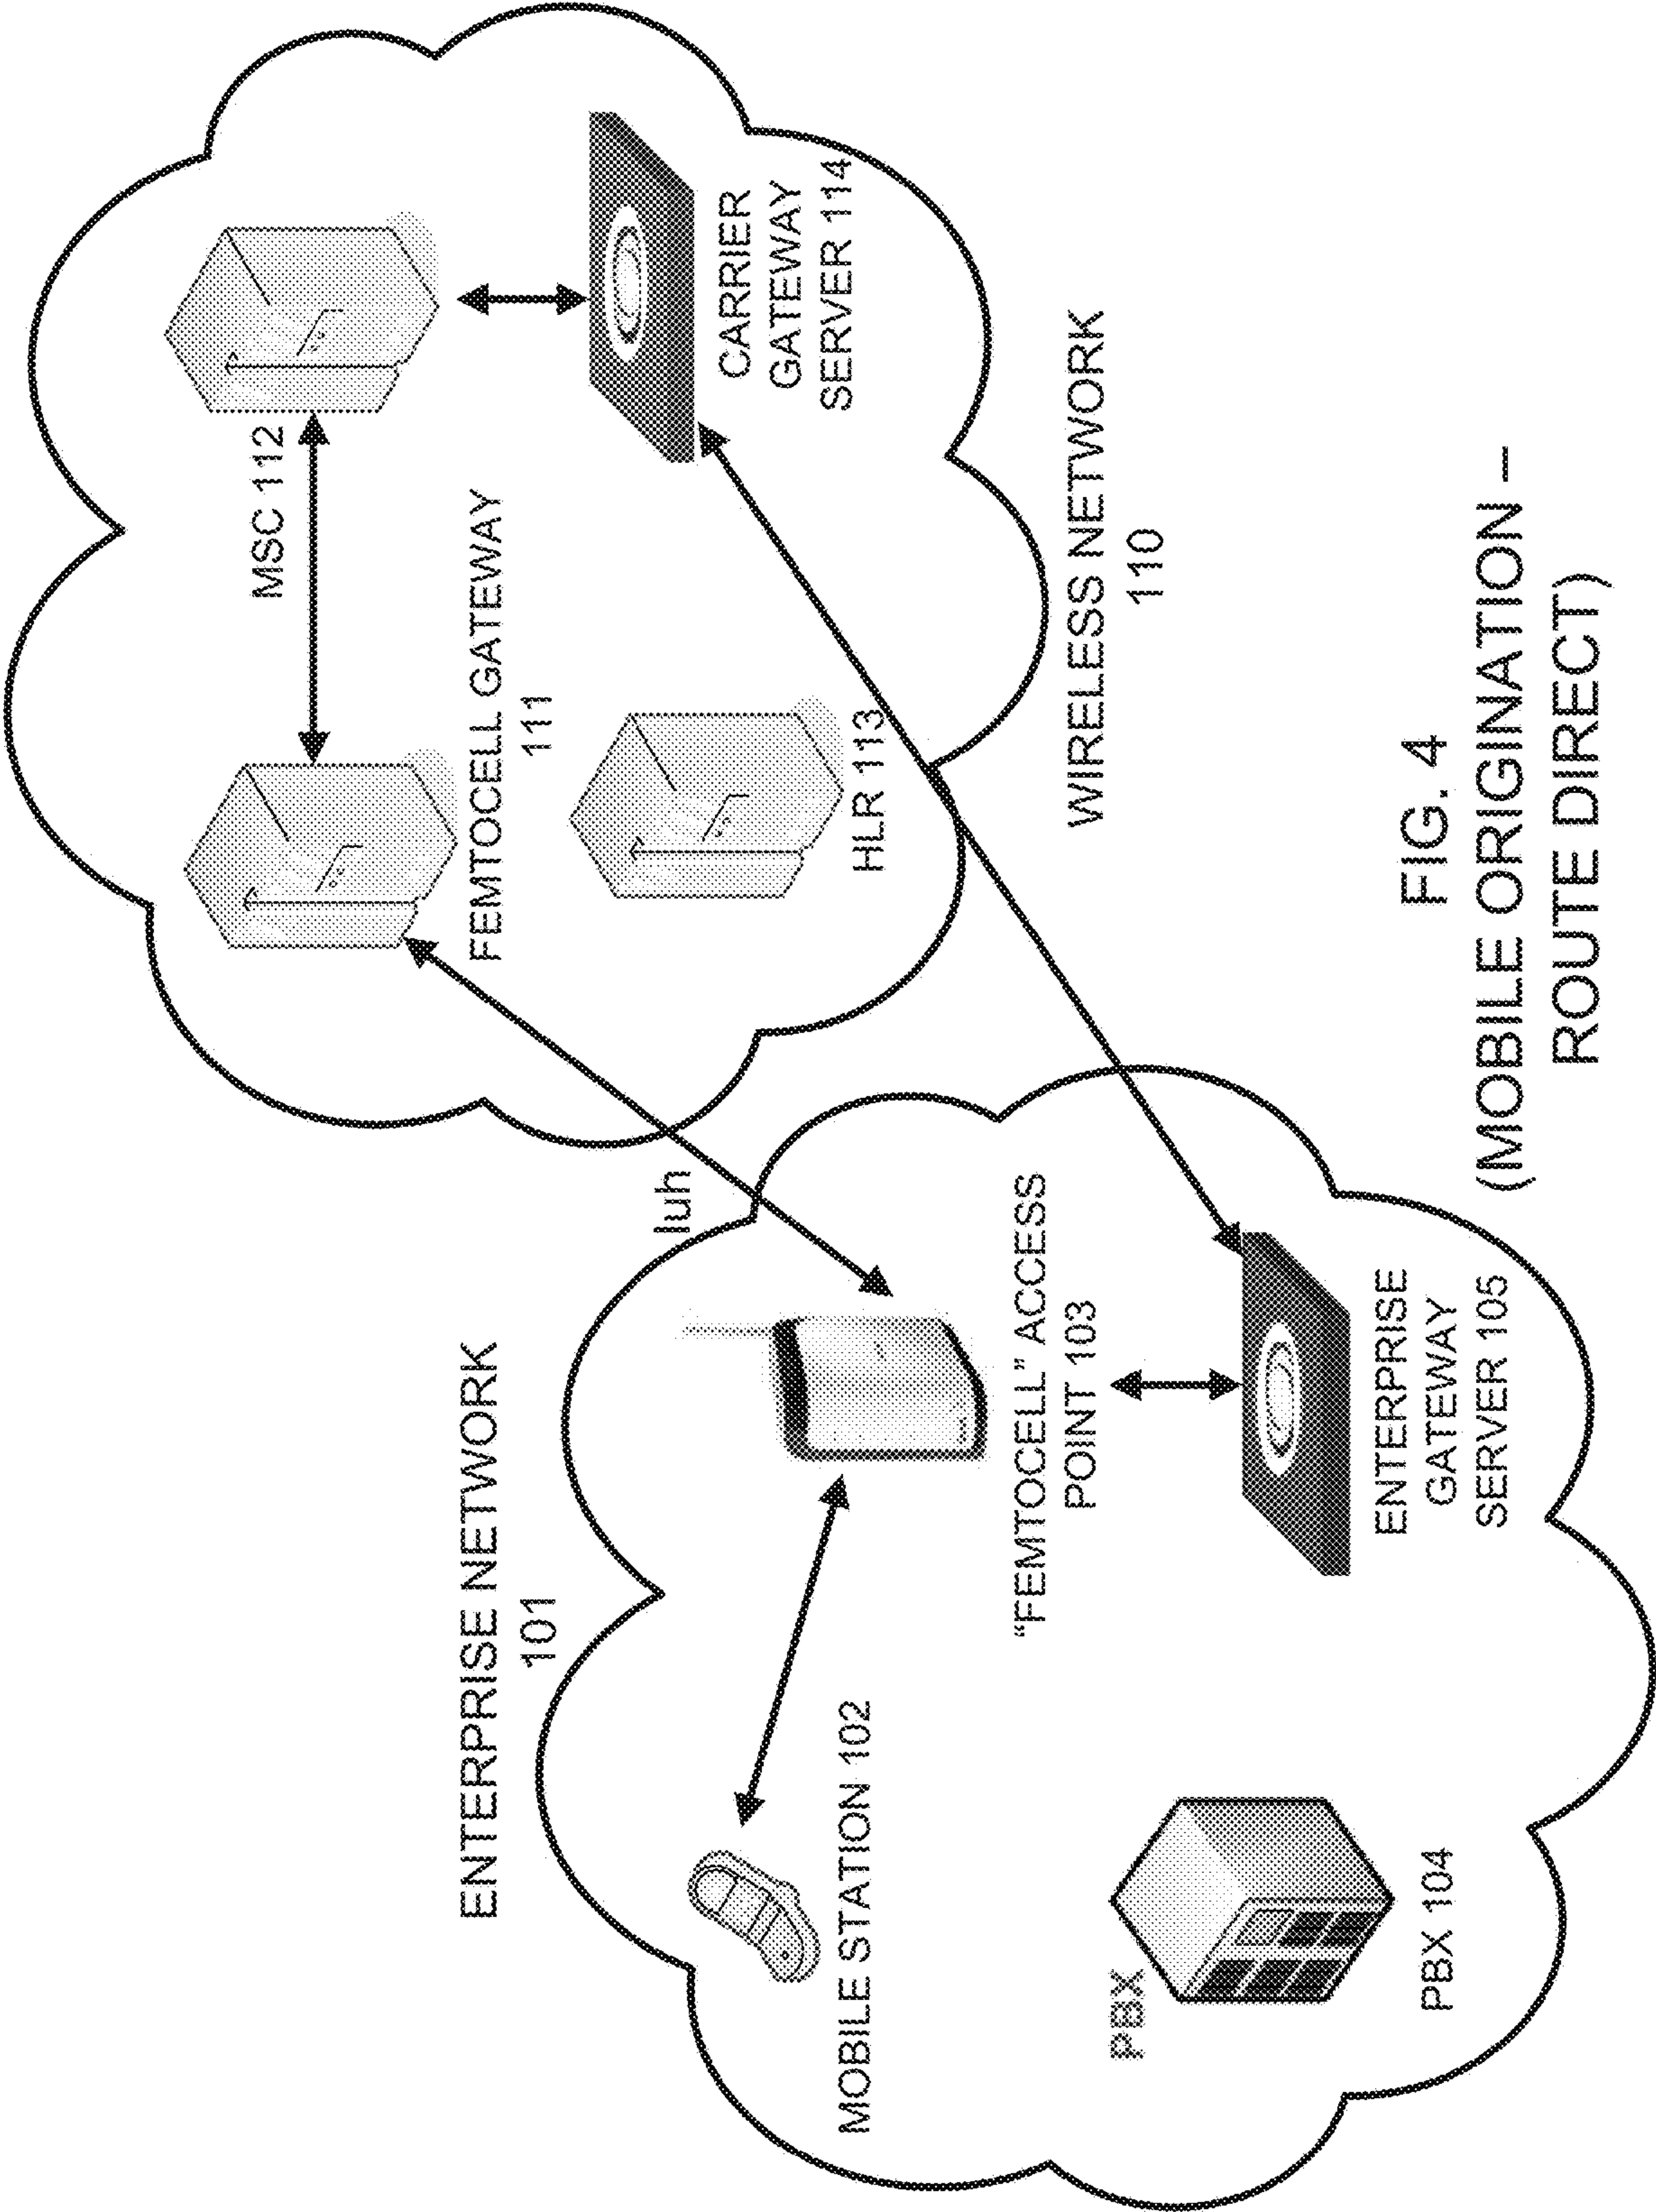 ENTERPRISE NETWORK
101
MOBILE STATION 102
"FEMTOCELL" ACCESS
POINT 103
PBX
PBX 104
ENTERPRISE
GATEWAY
SERVER 105
Iuh
MSC 112
FEMTOCELL GATEWAY
111
HLR 113
CARRIER
GATEWAY
SERVER 114
WIRELESS NETWORK
110
FIG. 4
(MOBILE ORIGINATION –
ROUTE DIRECT)